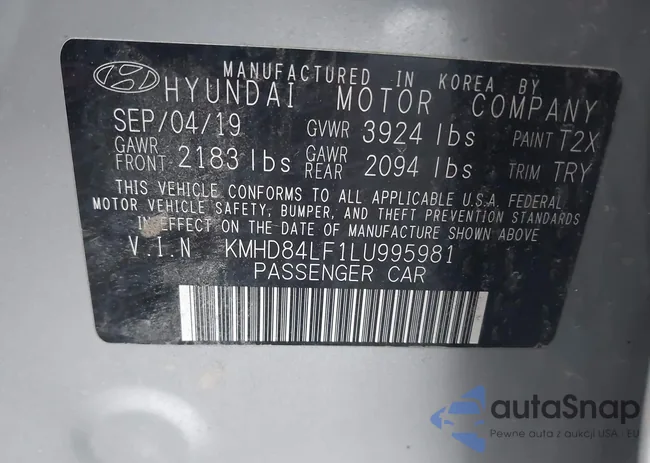 MANUFACTURED IN KOREA BY
HYUNDAI MOTOR COMPANY
SEP/04/19 GVWR 3924 lbs PAINT T2X
GAWR FRONT 2183 lbs GAWR REAR 2094 lbs TRIM TRY
THIS VEHICLE CONFORMS TO ALL APPLICABLE U.S.A. FEDERAL
MOTOR VEHICLE SAFETY, BUMPER, AND THEFT PREVENTION STANDARDS
IN EFFECT ON THE DATE OF MANUFACTURE SHOWN ABOVE
V.I.N KMHD84LF1LU995981
PASSENGER CAR
autaSnap
Pewne auta z aukcji USA - EU